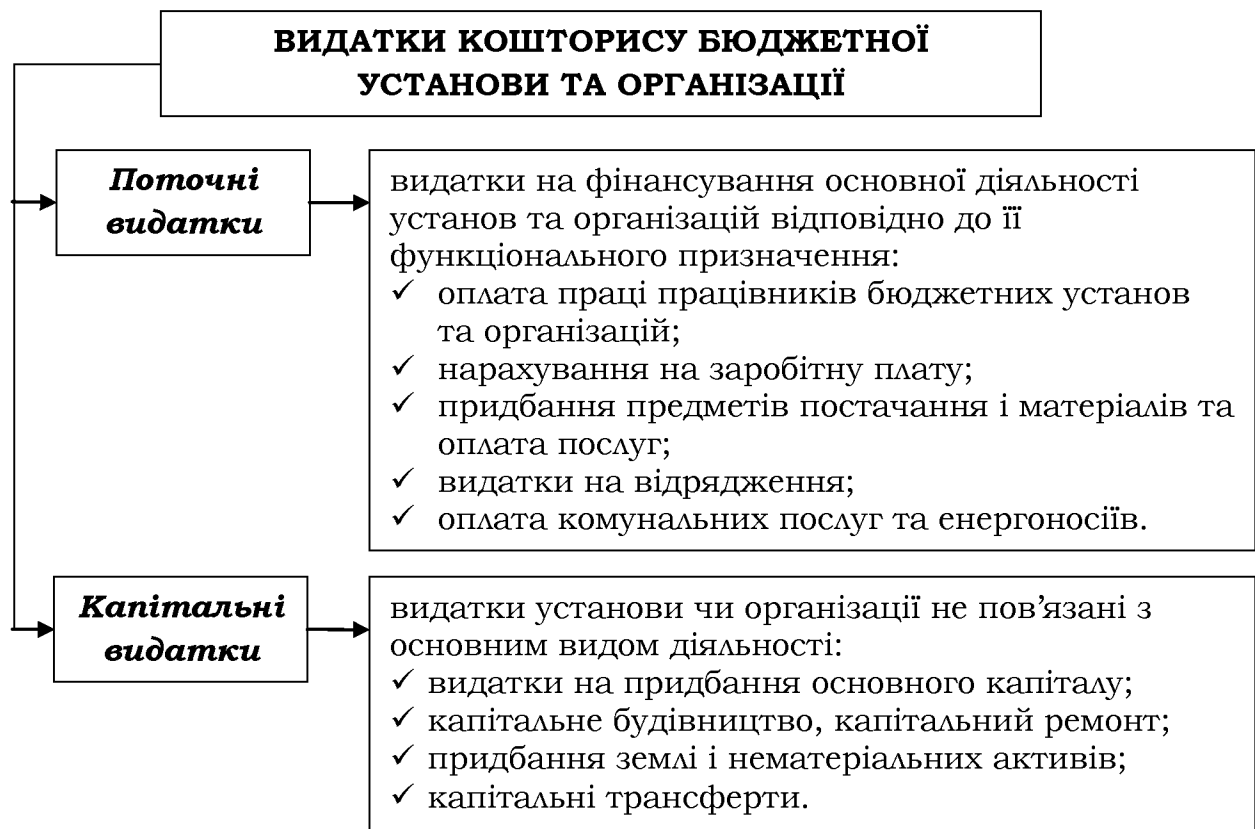 ВИДАТКИ КОШТОРИСУ БЮДЖЕТНОЇ
УСТАНОВИ ТА ОРГАНІЗАЦІЇ
Поточні
видатки
видатки на фінансування основної діяльності
установ та організацій відповідно до її
функціонального призначення:
✓ оплата праці працівників бюджетних установ
та організацій;
✓ нарахування на заробітну плату;
✓ придбання предметів постачання і матеріалів та
оплата послуг;
✓ видатки на відрядження;
✓ оплата комунальних послуг та енергоносіїв.
Капітальні
видатки
видатки установи чи організації не пов’язані з
основним видом діяльності:
✓ видатки на придбання основного капіталу;
✓ капітальне будівництво, капітальний ремонт;
✓ придбання землі і нематеріальних активів;
✓ капітальні трансферти.